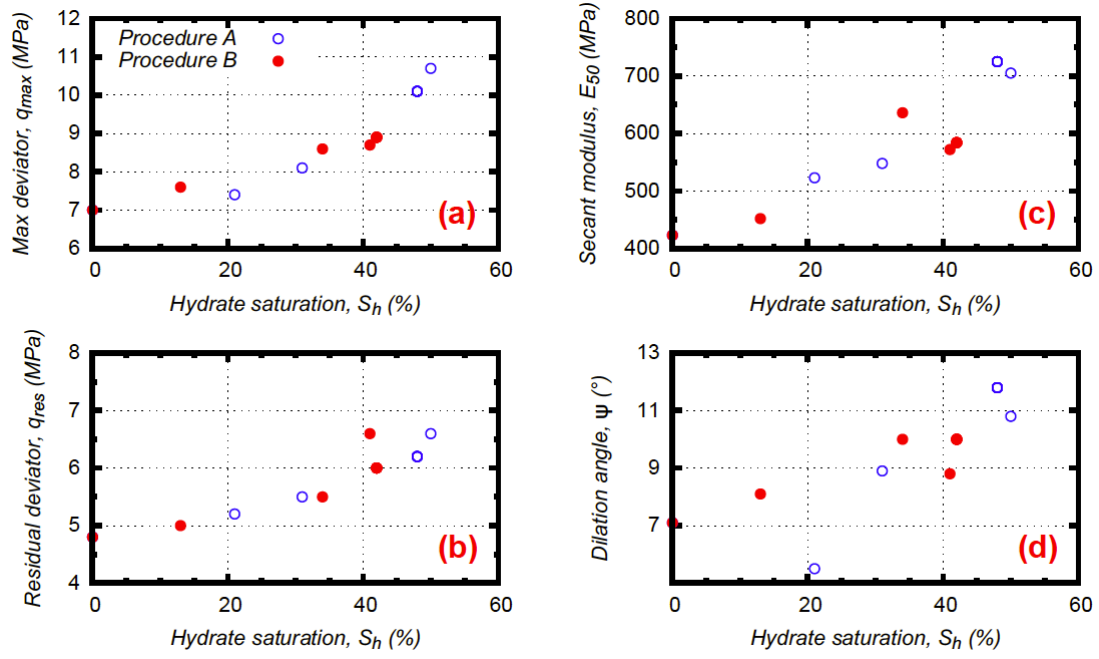 12
11
10
9
8
7
6
Max deviator, qmax (MPa)
Procedure A
Procedure B
(a)
0 20 40 60
Hydrate saturation, Sh (%)
800
700
600
500
400
Secant modulus, E50 (MPa)
(c)
0 20 40 60
Hydrate saturation, Sh (%)
8
7
6
5
4
Residual deviator, qres (MPa)
(b)
0 20 40 60
Hydrate saturation, Sh (%)
13
11
9
7
Dilation angle, ψ (°)
(d)
0 20 40 60
Hydrate saturation, Sh (%)